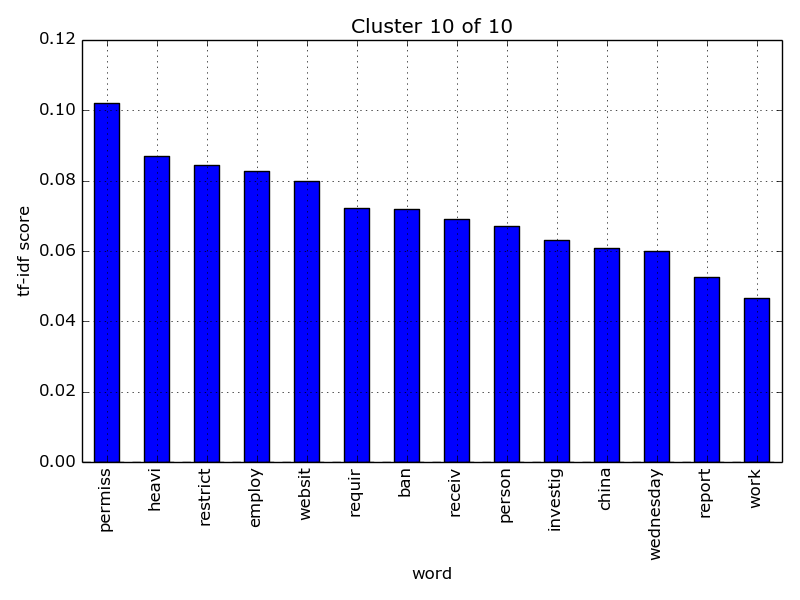 Cluster 10 of 10
0.12
0.10
0.08
0.06
0.04
0.02
0.00
tf-idf score
permiss
heavi
restrict
employ
websit
requir
ban
receiv
person
investig
china
wednesday
report
work
word